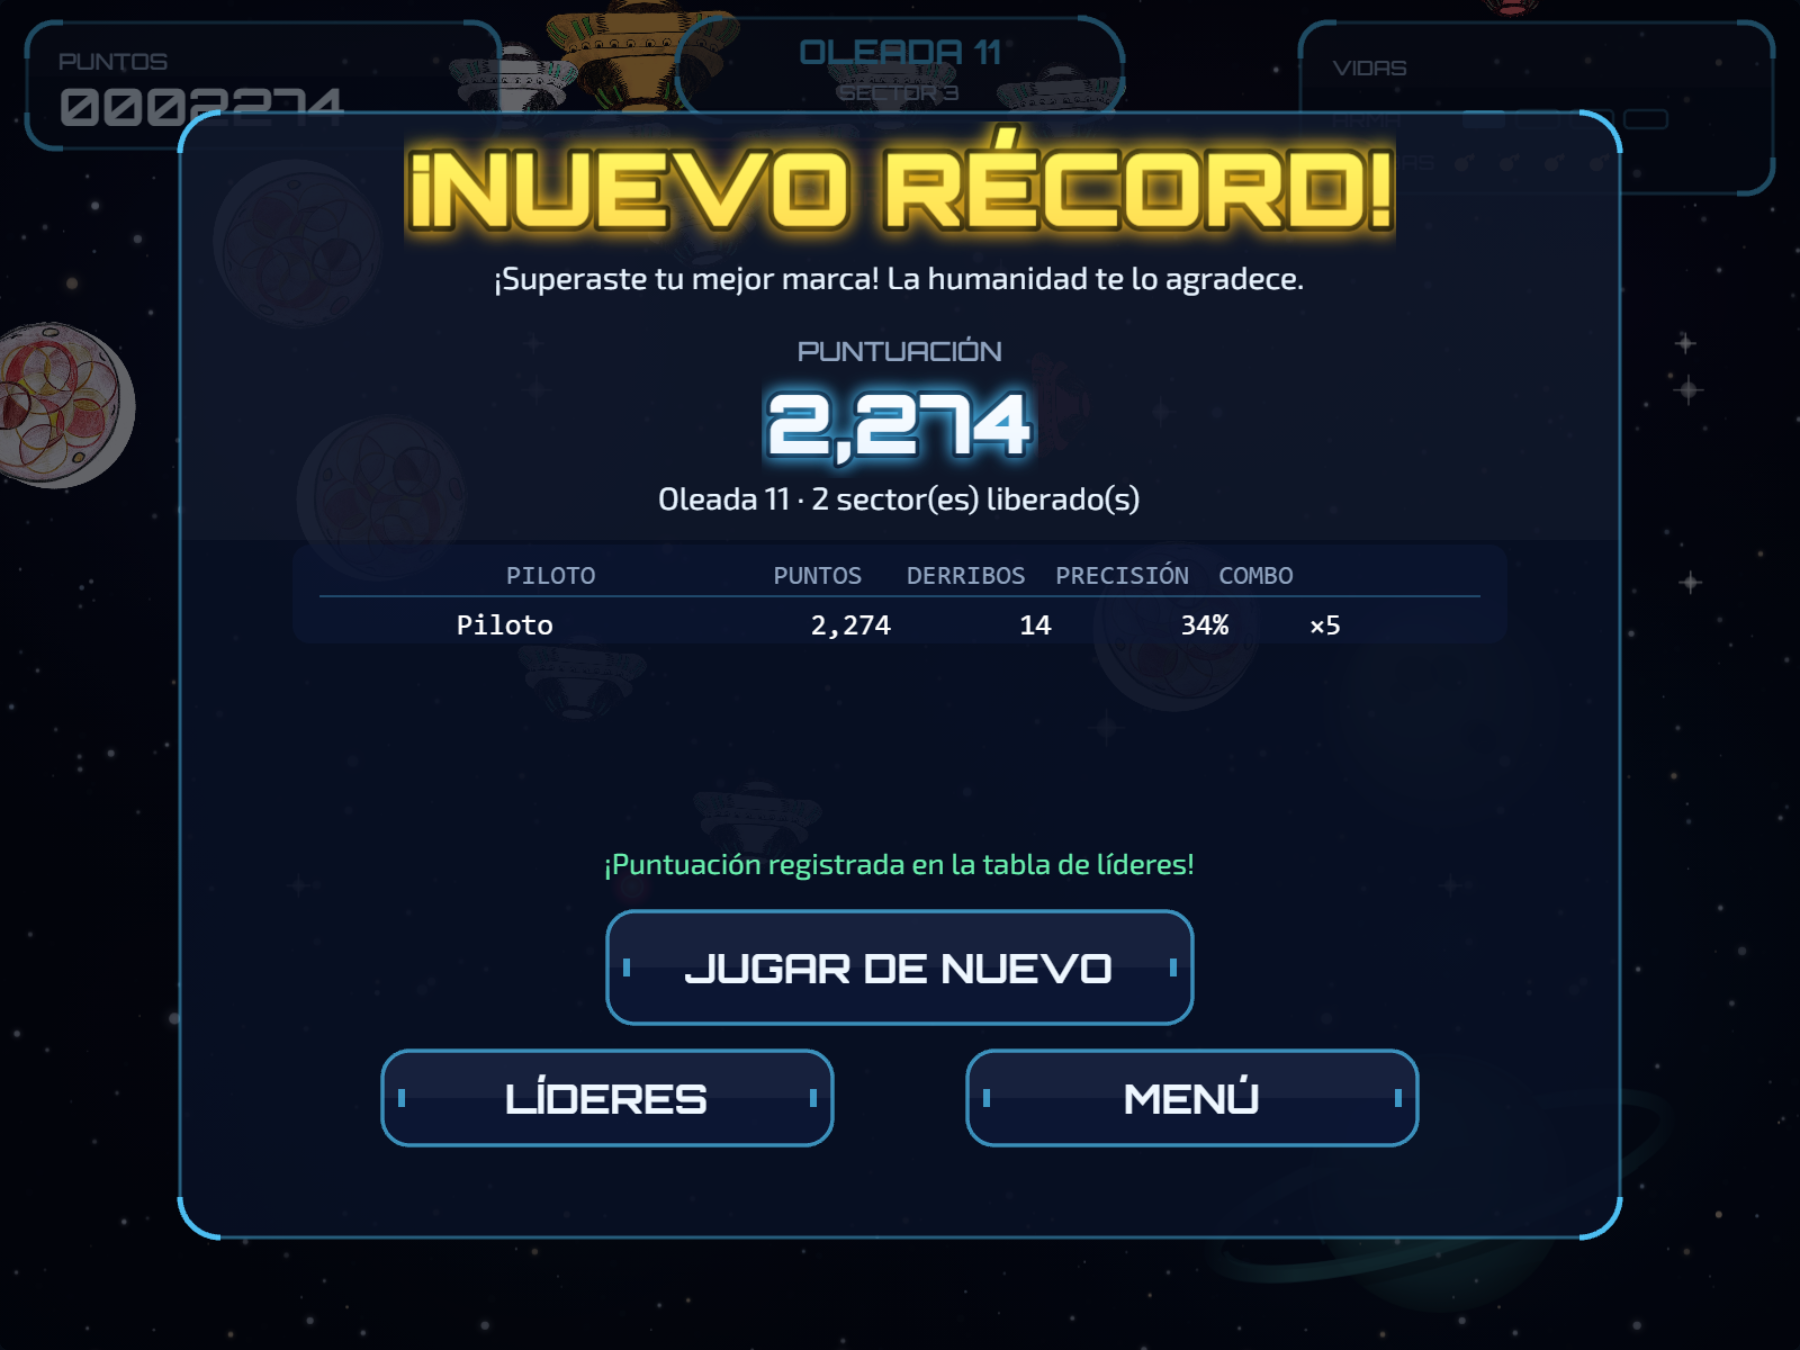 PUNTOS
0002274
OLEADA 11
SECTOR 3
VIDAS
ARMA
¡NUEVO RÉCORD!
¡Superaste tu mejor marca! La humanidad te lo agradece.
PUNTUACIÓN
2,274
Oleada 11 · 2 sector(es) liberado(s)
PILOTO PUNTOS DERRIBOS PRECISIÓN COMBO
Piloto 2,274 14 34% ×5
¡Puntuación registrada en la tabla de líderes!
JUGAR DE NUEVO
LÍDERES
MENÚ